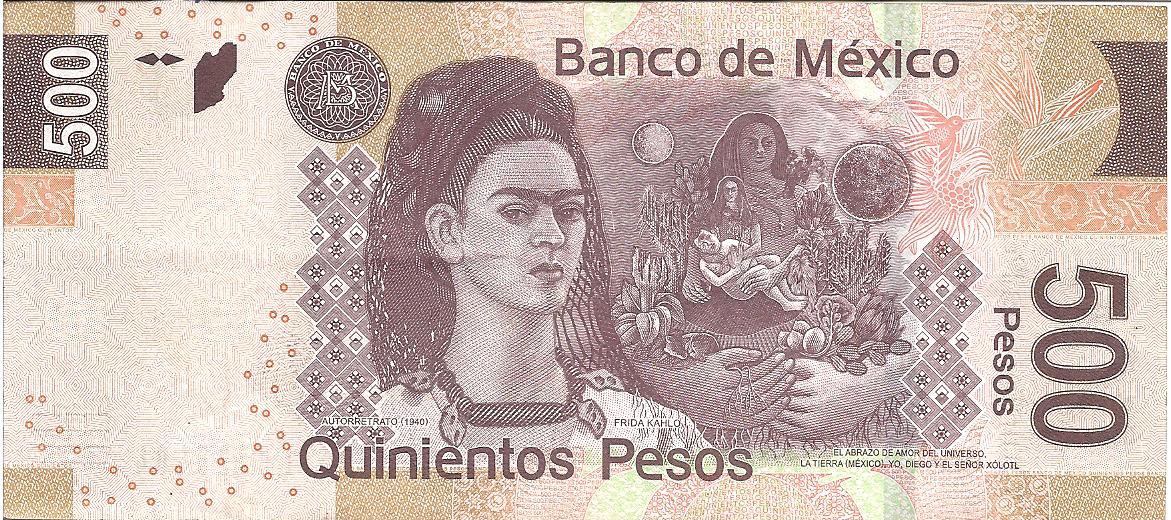 500
BANCO DE MÉXICO
Banco de México
500
Pesos
AUTORRETRATO (1940)
FRIDA KAHLO
Quinientos Pesos
EL ABRAZO DE AMOR DEL UNIVERSO,
LA TIERRA (MÉXICO), YO, DIEGO Y EL SEÑOR XÓLOTL